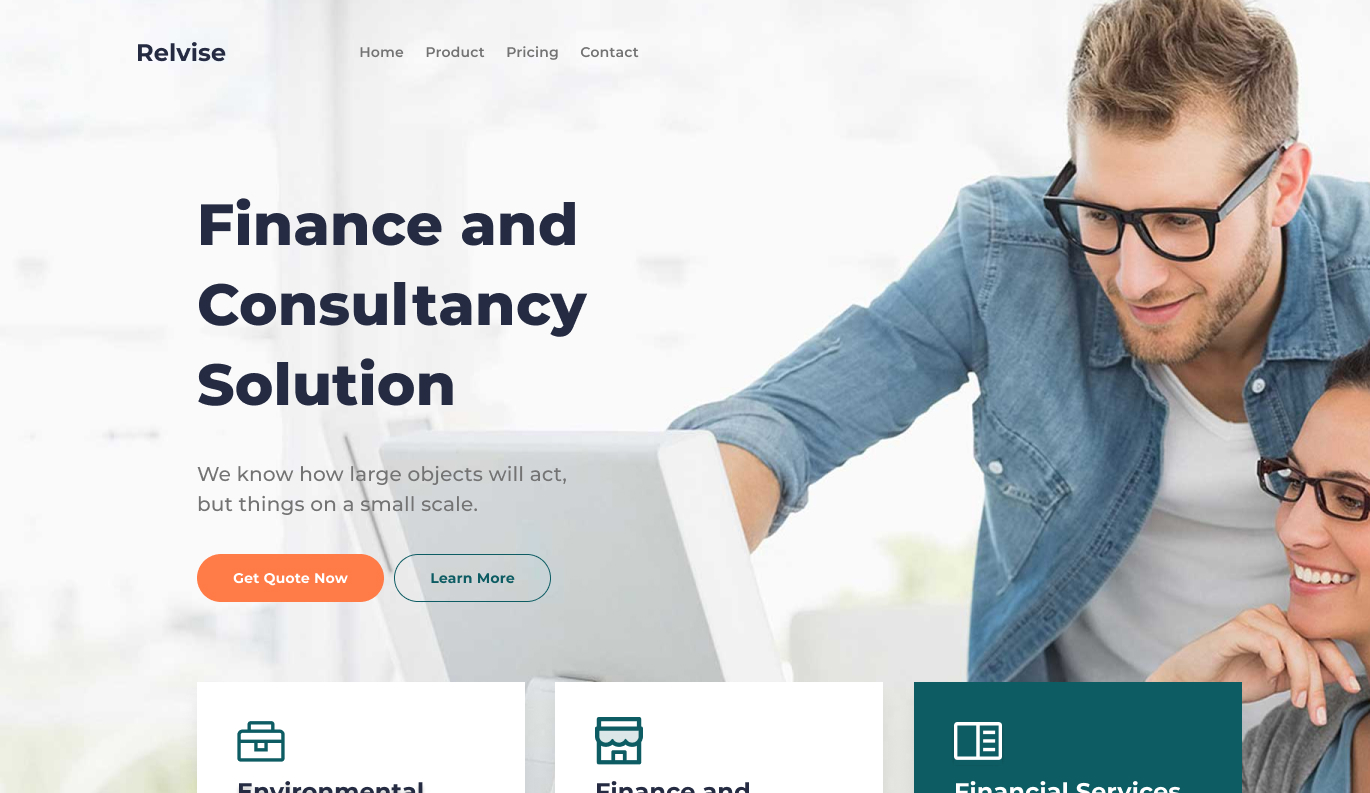 Relvise
Home Product Pricing Contact
Finance and
Consultancy
Solution
We know how large objects will act,
but things on a small scale.
Get Quote Now Learn More
Environmental Finance and Financial Services